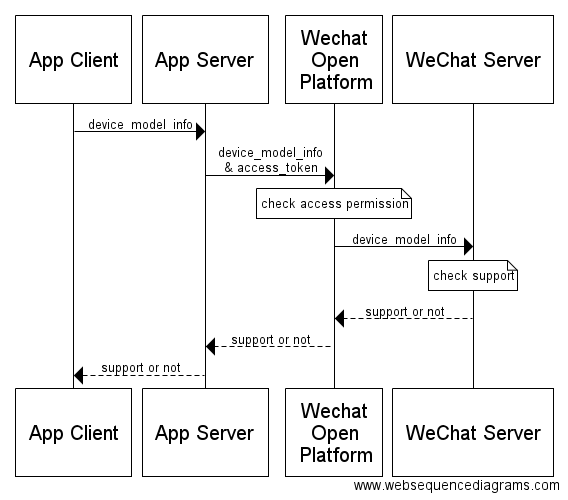 App Client
App Server
Wechat
Open
Platform
WeChat Server
device_model_info
device_model_info
& access_token
check access permission
device_model_info
check support
support or not
support or not
support or not
App Client
App Server
Wechat
Open
Platform
WeChat Server
www.websequencediagrams.com